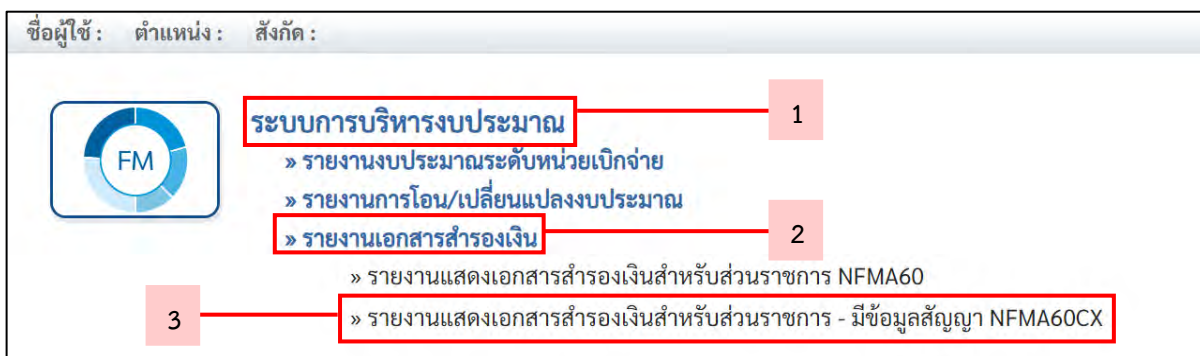 ชื่อผู้ใช้ : ตำแหน่ง : สังกัด :
ระบบการบริหารงบประมาณ
1
FM
» รายงานงบประมาณระดับหน่วยเบิกจ่าย
» รายงานการโอน/เปลี่ยนแปลงงบประมาณ
» รายงานเอกสารสำรองเงิน
2
» รายงานแสดงเอกสารสำรองเงินสำหรับส่วนราชการ NFMA60
3
» รายงานแสดงเอกสารสำรองเงินสำหรับส่วนราชการ - มีข้อมูลสัญญา NFMA60CX